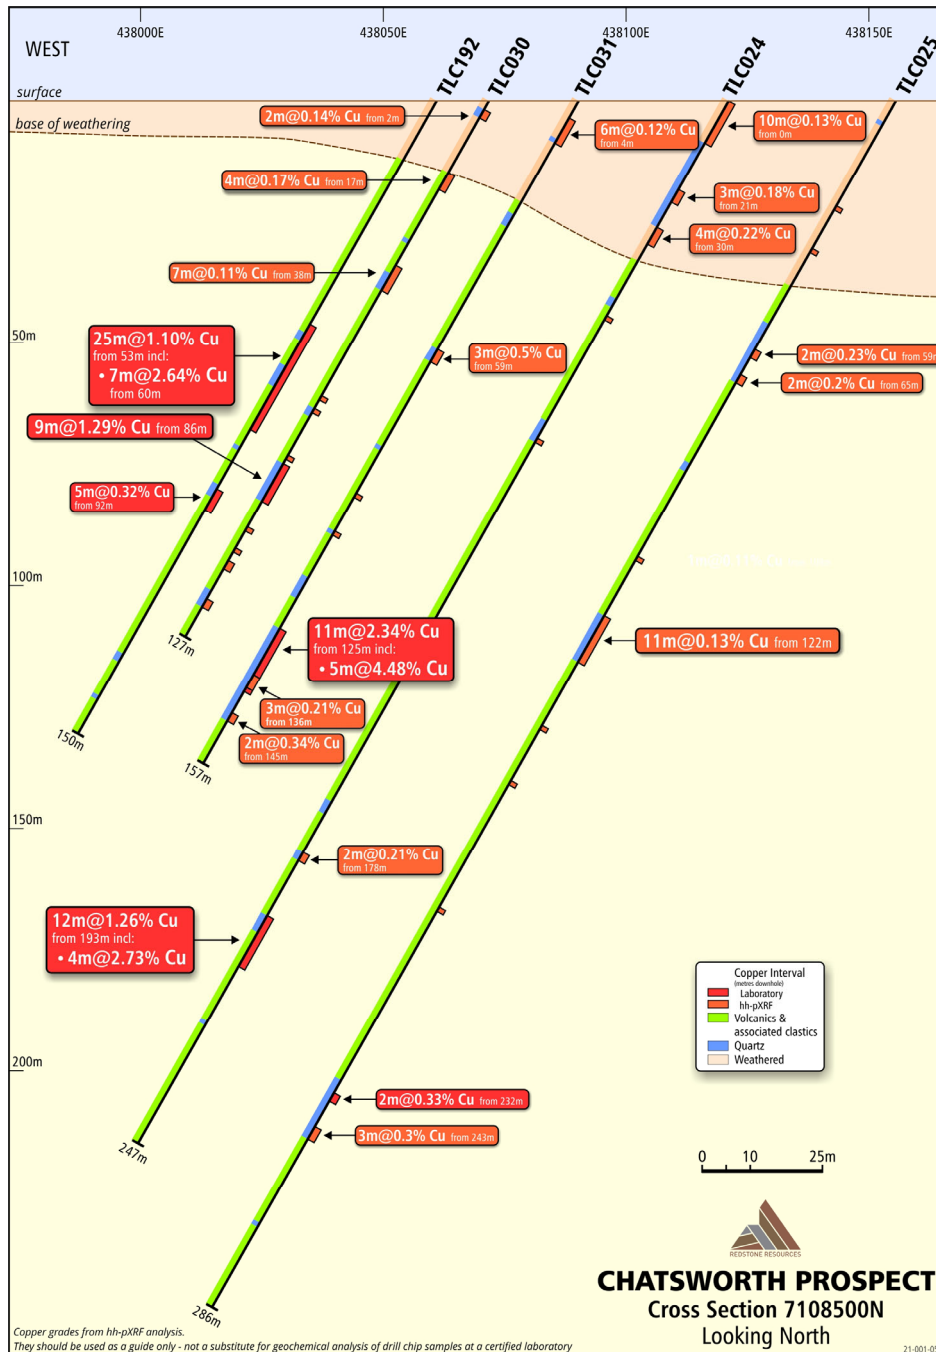 438000E
438050E
438100E
438150E
WEST
TLC192
TLC030
TLC031
TLC024
TLC025
surface
base of weathering
2m@0.14% Cu from 2m
6m@0.12% Cu
from 4m
10m@0.13% Cu
from 0m
4m@0.17% Cu from 17m
3m@0.18% Cu
from 21m
4m@0.22% Cu
from 30m
7m@0.11% Cu from 38m
50m
25m@1.10% Cu
from 53m incl:
• 7m@2.64% Cu
from 60m
3m@0.5% Cu
from 59m
2m@0.23% Cu from 59m
2m@0.2% Cu from 65m
9m@1.29% Cu from 86m
5m@0.32% Cu
from 92m
100m
127m
11m@2.34% Cu
from 125m incl:
• 5m@4.48% Cu
11m@0.13% Cu from 122m
3m@0.21% Cu
from 136m
2m@0.34% Cu
from 145m
150m
157m
150m
2m@0.21% Cu
from 178m
12m@1.26% Cu
from 193m incl:
• 4m@2.73% Cu
Copper Interval
(metres downhole)
Laboratory
hh-pXRF
Volcanics &
associated clastics
Quartz
Weathered
200m
2m@0.33% Cu from 232m
3m@0.3% Cu from 243m
247m
0 10 25m
REDSTONE RESOURCES
286m
CHATSWORTH PROSPECT
Cross Section 7108500N
Looking North
Copper grades from hh-pXRF analysis.
They should be used as a guide only - not a substitute for geochemical analysis of drill chip samples at a certified laboratory
21-001-05